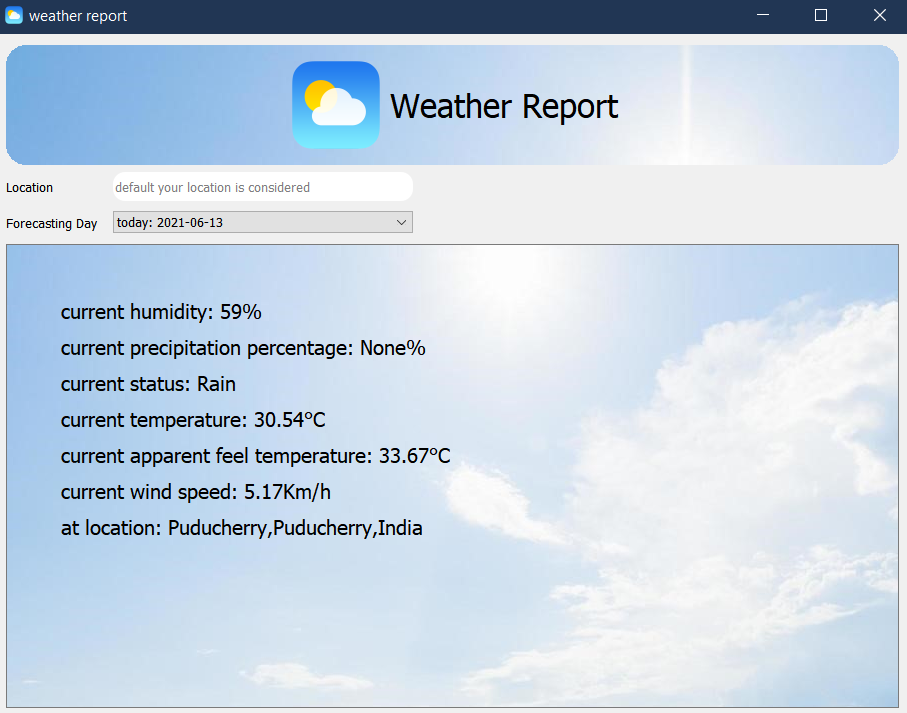 weather report
Weather Report
Location
default your location is considered
Forecasting Day
today: 2021-06-13
current humidity: 59%
current precipitation percentage: None%
current status: Rain
current temperature: 30.54°C
current apparent feel temperature: 33.67°C
current wind speed: 5.17Km/h
at location: Puducherry,Puducherry,India